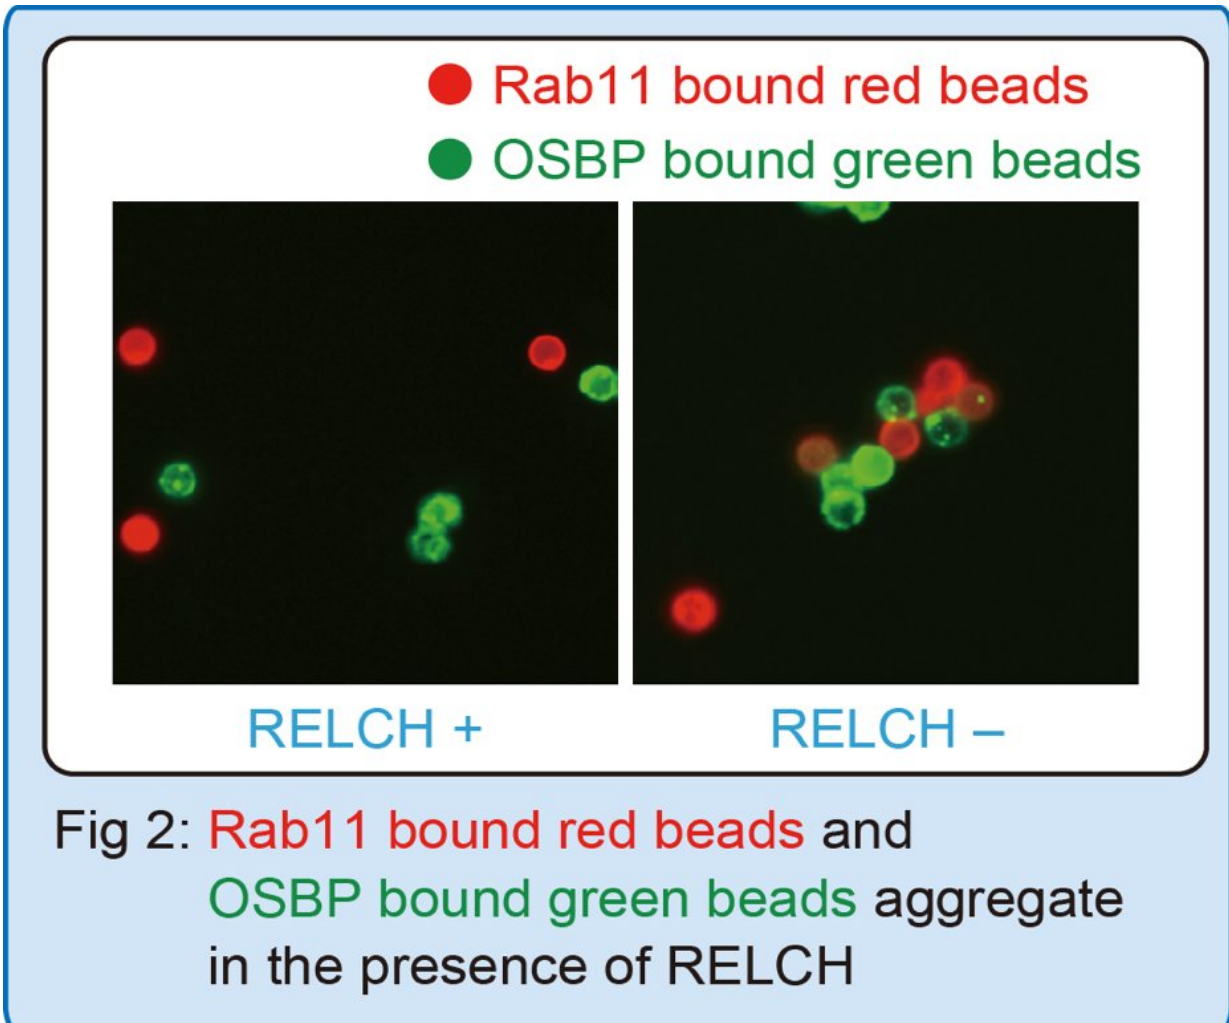 Rab11 bound red beads
OSBP bound green beads
RELCH +
RELCH –
Fig 2: Rab11 bound red beads and
OSBP bound green beads aggregate
in the presence of RELCH